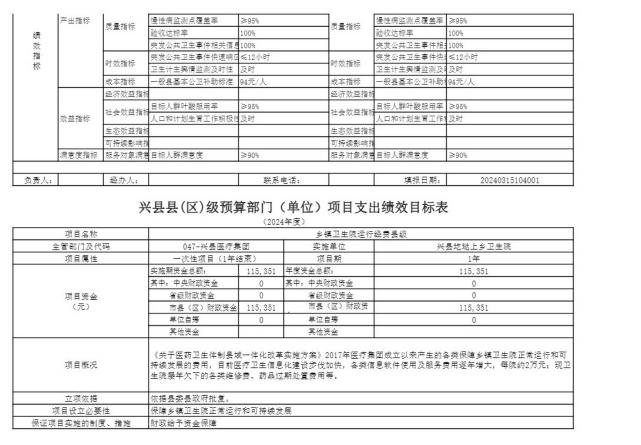 绩效指标 产出指标 质量指标 慢性病监测点覆盖率 ≥95% 质量指标 慢性病监测点覆盖率 ≥95%
验收达标率 100% 验收达标率 100%
突发公共卫生事件相关信息 100% 突发公共卫生事件相 100%
时效指标 突发公共卫生事件快速响应 ≤12小时 时效指标 突发公共卫生事件快 ≤12小时
卫生计生舆情监测及时性 及时 卫生计生舆情监测及 及时
成本指标 一般县基本公卫补助标准 94元/人 成本指标 一般县基本公卫补助 94元/人
效益指标 经济效益指标 经济效益指标
社会效益指标 目标人群叶酸服用率 ≥95% 社会效益指标 目标人群叶酸服用率 ≥95%
人口和计划生育工作积极性 及时 人口和计划生育工作 及时
生态效益指标 生态效益指标
可持续影响指 可持续影响指
满意度指标 服务对象满意 目标人群满意度 ≥90% 服务对象满意 目标人群满意度 ≥90%
负责人： 经办人： 联系电话： 填报日期： 20240315104001
兴县县(区)级预算部门（单位）项目支出绩效目标表
（2024年度）
项目名称 乡镇卫生院运行经费县级
主管部门及代码 047-兴县医疗集团 实施单位 兴县圪垯上乡卫生院
项目属性 一次性项目（1年结束） 项目期 1年
项目资金（元） 实施期资金总额： 115,351 年度资金总额： 115,351
其中：中央财政资金 0 其中：中央财政资金 0
省级财政资金 0 省级财政资金 0
市县（区）财政资金 115,351 市县（区）财政资 115,351
单位自筹 0 单位自筹 0
其他资金 其他资金
项目概况 《关于医药卫生体制县域一体化改革实施方案》2017年医疗集团成立以来产生的各类保障乡镇卫生院正常运行和可
持续发展的费用，目前医疗卫生信息化建设步伐加快，各类信息软件使用及服务费用逐年增大，每院约2万元；现卫
生院屡年欠下的各类维修费、药品过期处置费用等。
立项依据 依据县委县政府批复。
项目设立必要性 保障乡镇卫生院正常运行和可持续发展
保证项目实施的制度、措施 财政给予资金保障